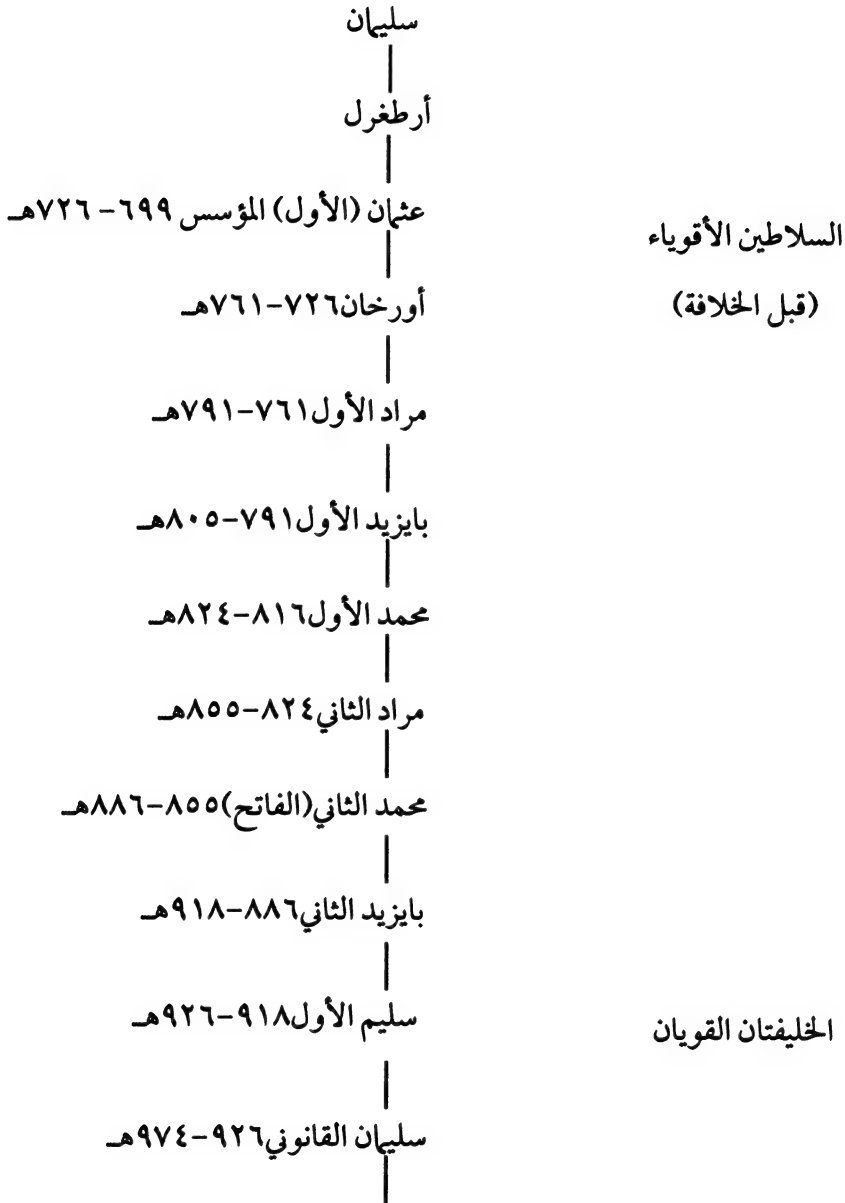 سليمان
أرطغرل
عثمان (الأول) المؤسس ٦٩٩- ٧٢٦هـ
السلاطين الأقوياء
أورخان٧٢٦-٧٦١هـ
(قبل الخلافة)
مراد الأول٧٦١-٧٩١هـ
بايزيد الأول٧٩١-٨٠٥هـ
محمد الأول٨١٦-٨٢٤هـ
مراد الثاني٨٢٤-٨٥٥هـ
محمد الثاني(الفاتح)٨٥٥-٨٨٦هـ
بايزيد الثاني٨٨٦-٩١٨هـ
سليم الأول٩١٨-٩٢٦هـ
الخليفتان القويان
سليمان القانوني٩٢٦-٩٧٤هـ